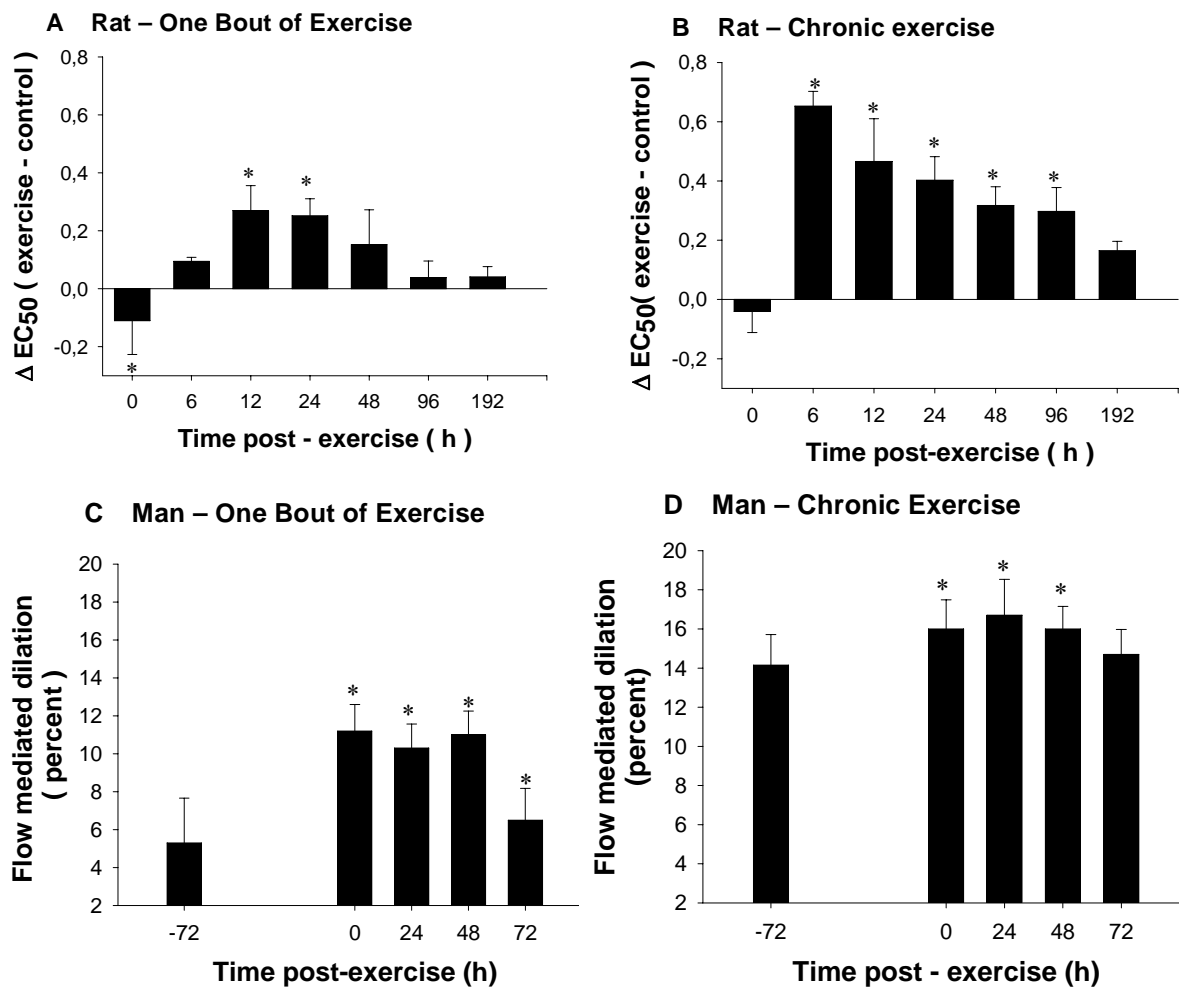 A Rat – One Bout of Exercise
Δ EC50 ( exercise - control )
0,8
0,6
0,4
0,2
0,0
-0,2
* * *
0 6 12 24 48 96 192
Time post - exercise ( h )
B Rat – Chronic exercise
Δ EC50( exercise - control )
0,8
0,6
0,4
0,2
0,0
-0,2
* * * * *
0 6 12 24 48 96 192
Time post-exercise ( h )
C Man – One Bout of Exercise
Flow mediated dilation
( percent )
20
18
16
14
12
10
8
6
4
2
* * * *
-72 0 24 48 72
Time post-exercise (h)
D Man – Chronic Exercise
Flow mediated dilation
(percent)
20
18
16
14
12
10
8
6
4
2
* * *
-72 0 24 48 72
Time post - exercise (h)